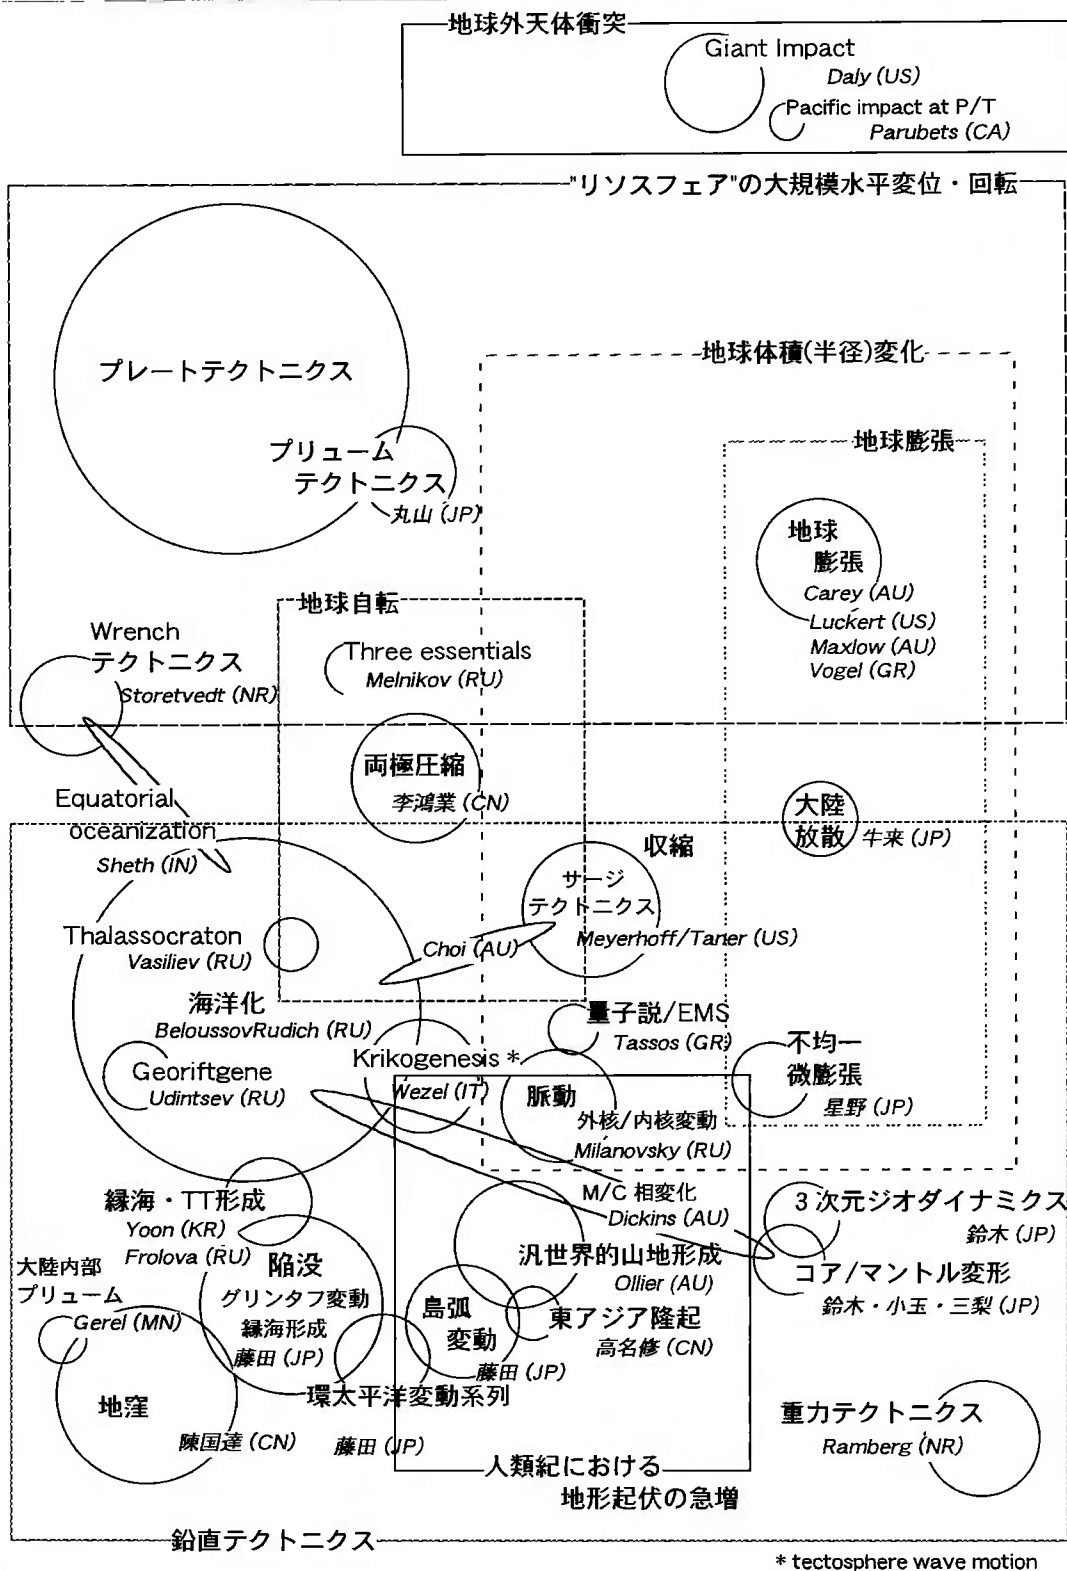 地球外天体衝突
Giant Impact
Daly (US)
Pacific impact at P/T
Parubets (CA)
"リソスフェア"の大規模水平変位・回転
プレートテクトニクス
地球体積(半径)変化
地球膨張
プリューム
テクトニクス
丸山 (JP)
地球
膨張
Carey (AU)
Luckert (US)
Maxlow (AU)
Vogel (GR)
地球自転
Wrench
テクトニクス
Storetvedt (NR)
Three essentials
Melnikov (RU)
両極圧縮
李鴻業 (CN)
Equatorial
oceanization
Sheth (IN)
大陸
放散
牛来 (JP)
収縮
サージ
テクトニクス
Meyerhoff/Taner (US)
Thalassocraton
Vasiliev (RU)
Choi (AU)
海洋化
BeloussovRudich (RU)
量子説/EMS
Tassos (GR)
Georiftgene
Udintsev (RU)
Krikogenesis *
Wezel (IT)
脈動
外核/内核変動
Milanovsky (RU)
不均一
微膨張
星野 (JP)
縁海・TT形成
Yoon (KR)
Frolova (RU)
M/C 相変化
Dickins (AU)
3 次元ジオダイナミクス
鈴木 (JP)
大陸内部
プリューム
Gerel (MN)
陥没
グリンタフ変動
縁海形成
藤田 (JP)
汎世界的山地形成
Ollier (AU)
コア/マントル変形
鈴木・小玉・三梨 (JP)
島弧
変動
藤田 (JP)
東アジア隆起
高名修 (CN)
環太平洋変動系列
藤田 (JP)
地窪
陳国達 (CN)
重力テクトニクス
Ramberg (NR)
人類紀における
地形起伏の急増
鉛直テクトニクス
* tectosphere wave motion